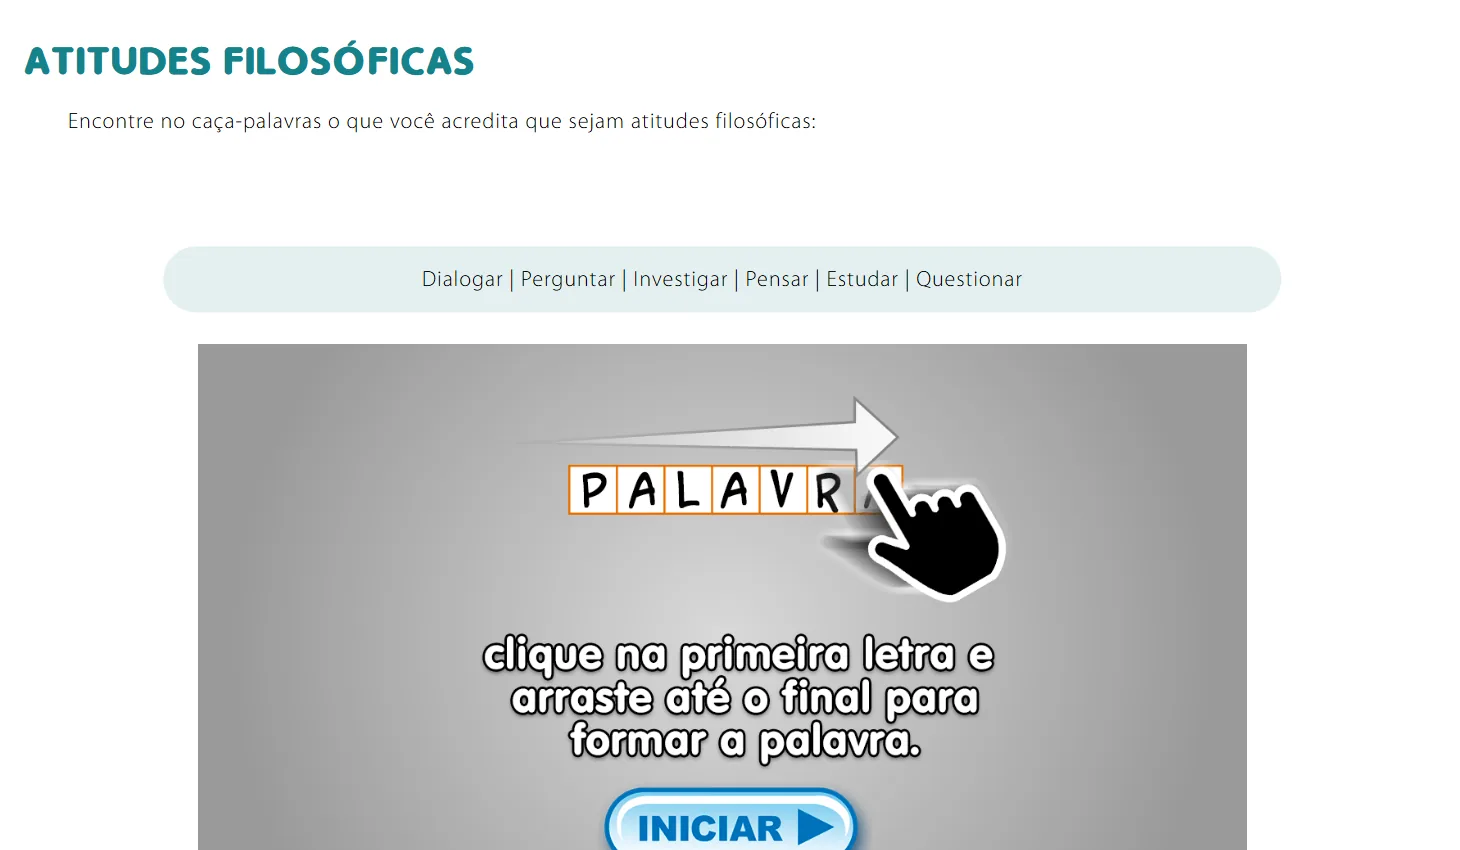 ATITUDES FILOSÓFICAS
Encontre no caça-palavras o que você acredita que sejam atitudes filosóficas:
Dialogar | Perguntar | Investigar | Pensar | Estudar | Questionar
PALAVRA
clique na primeira letra e
arraste até o final para
formar a palavra.
INICIAR